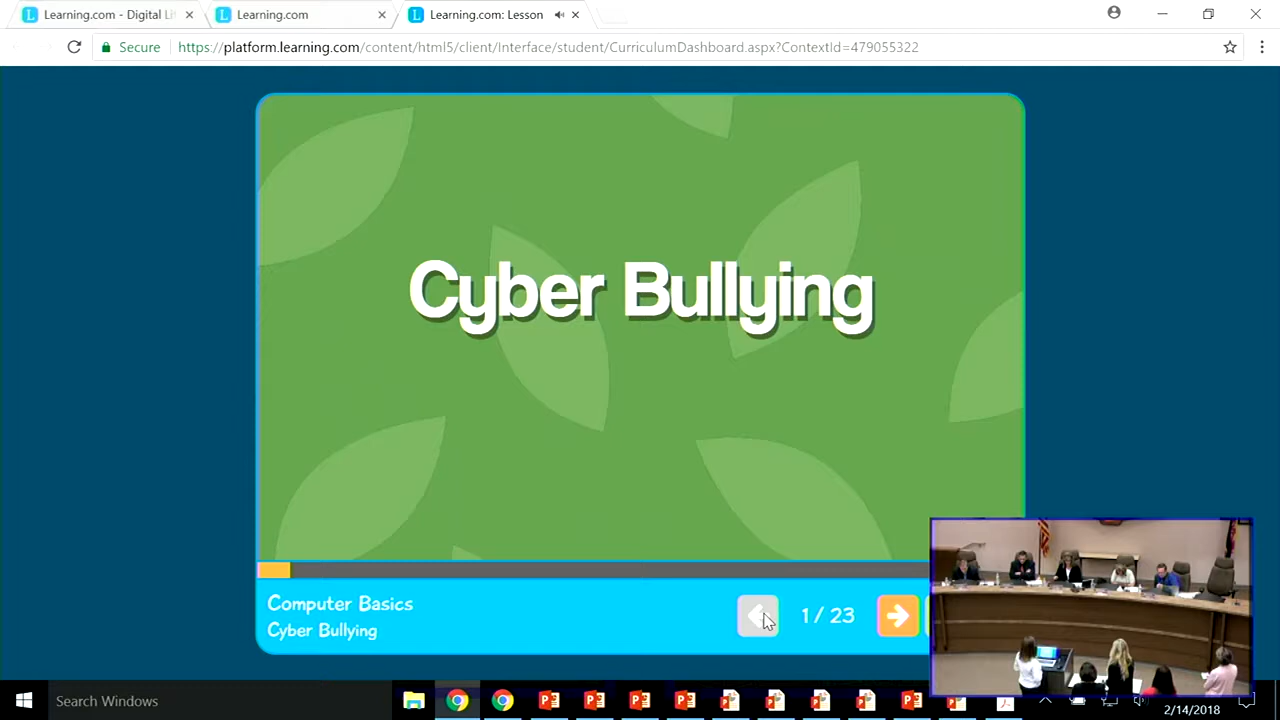 Learning.com - Digital Li
Learning.com
Learning.com: Lesson
Secure
https://platform.learning.com/content/html5/client/Interface/student/CurriculumDashboard.aspx?ContextId=479055322
Cyber Bullying
Computer Basics
Cyber Bullying
1 / 23
Search Windows
2/14/2018